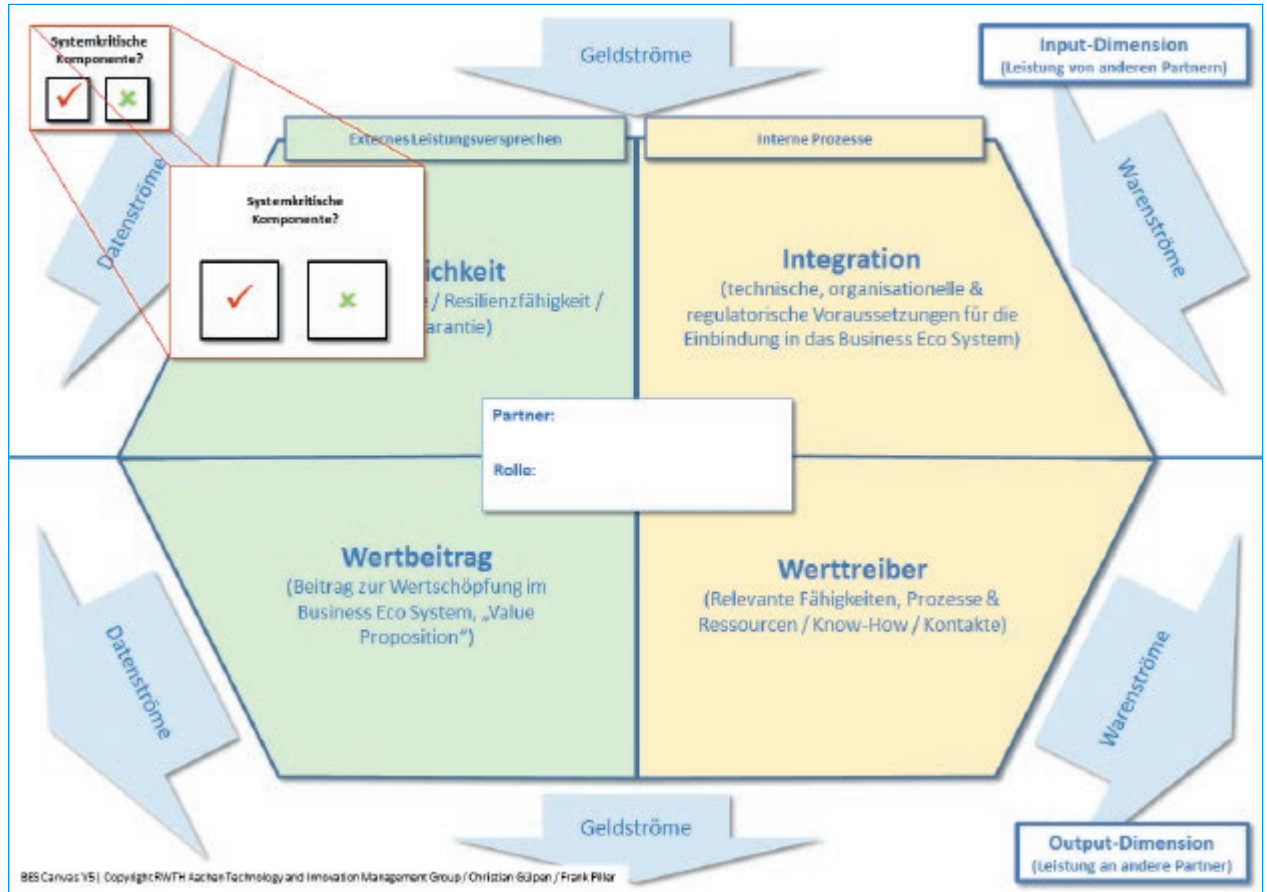 Systemkritische
Komponente?
Geldströme
Input-Dimension
(Leistung von anderen Partnern)
Datenströme
Externes Leistungsversprechen
Interne Prozesse
Warenströme
Systemkritische
Komponente?
ichkeit
/ Resilienzfähigkeit /
arantie)
Integration
(technische, organisationelle &
regulatorische Voraussetzungen für die
Einbindung in das Business Eco System)
Partner:
Rolle:
Wertbeitrag
(Beitrag zur Wertschöpfung im
Business Eco System, „Value
Proposition“)
Werttreiber
(Relevante Fähigkeiten, Prozesse &
Ressourcen / Know-How / Kontakte)
Datenströme
Warenströme
Geldströme
Output-Dimension
(Leistung an andere Partner)
BES Canvas V5 | Copyright RWTH Aachen Technology and Innovation Management Group / Christian Gülpen / Frank Piller